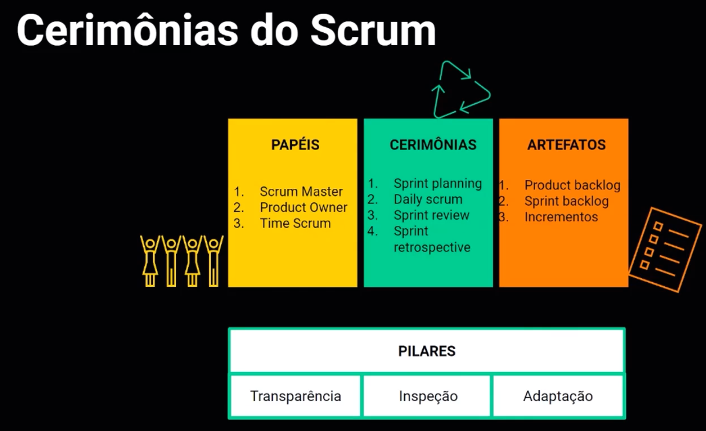 Cerimônias do Scrum
PAPÉIS
1. Scrum Master
2. Product Owner
3. Time Scrum
CERIMÔNIAS
1. Sprint planning
2. Daily scrum
3. Sprint review
4. Sprint
retrospective
ARTEFATOS
1. Product backlog
2. Sprint backlog
3. Incrementos
PILARES
Transparência
Inspeção
Adaptação